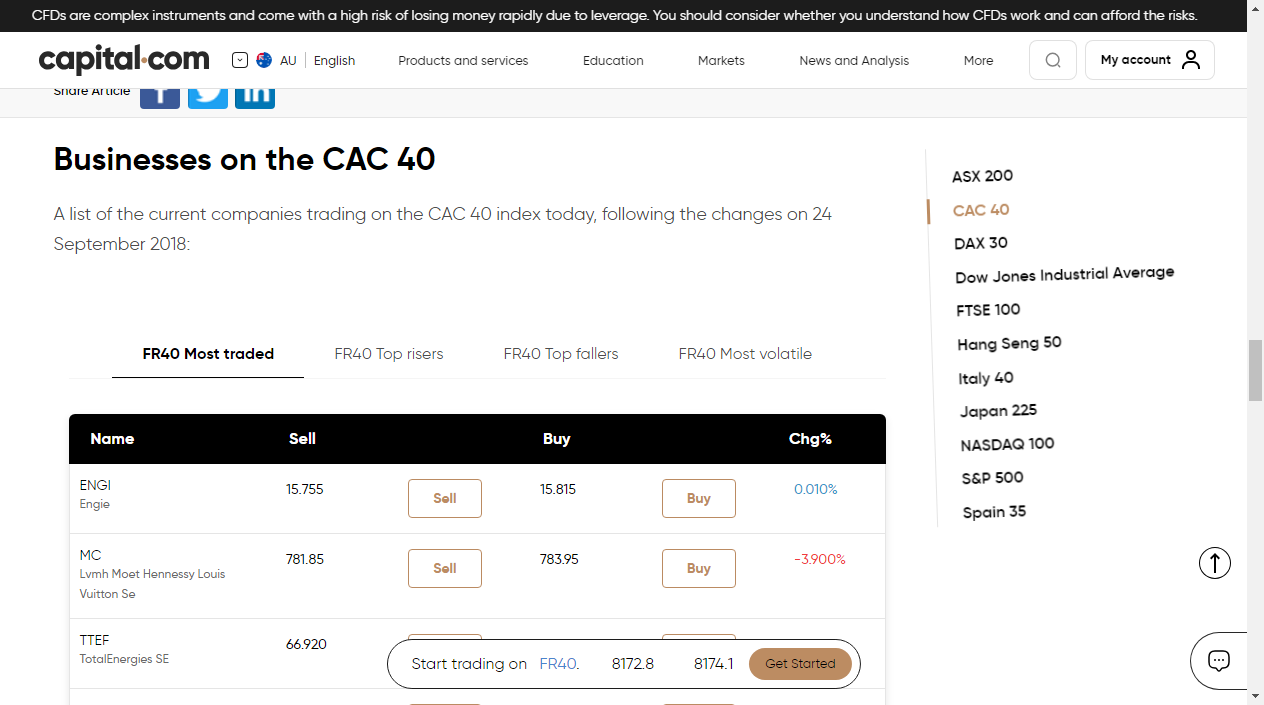 CFDs are complex instruments and come with a high risk of losing money rapidly due to leverage. You should consider whether you understand how CFDs work and can afford the risks.
capital.com AU English Products and services Education Markets News and Analysis More My account
Share Article
Businesses on the CAC 40
A list of the current companies trading on the CAC 40 index today, following the changes on 24
September 2018:
FR40 Most traded FR40 Top risers FR40 Top fallers FR40 Most volatile
Name Sell Buy Chg%
ENGI 15.755 Sell 15.815 Buy 0.010%
Engie
MC 781.85 Sell 783.95 Buy -3.900%
Lvmh Moet Hennessy Louis
Vuitton Se
TTEF 66.920
TotalEnergies SE
Start trading on FR40. 8172.8 8174.1 Get Started
ASX 200
CAC 40
DAX 30
Dow Jones Industrial Average
FTSE 100
Hang Seng 50
Italy 40
Japan 225
NASDAQ 100
S&P 500
Spain 35